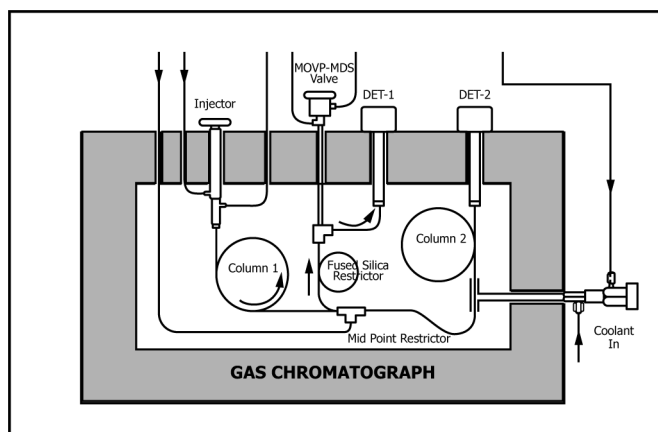 MOVP-MDS
Valve
Injector
DET-1
DET-2
Column 1
Column 2
Fused Silica
Restrictor
Mid Point Restrictor
Coolant
In
GAS CHROMATOGRAPH